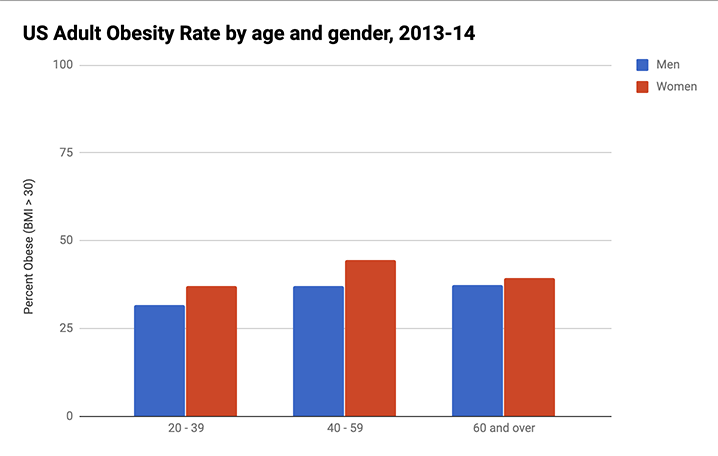 US Adult Obesity Rate by age and gender, 2013-14
Men
Women
Percent Obese (BMI > 30)
100
75
50
25
0
20 - 39
40 - 59
60 and over